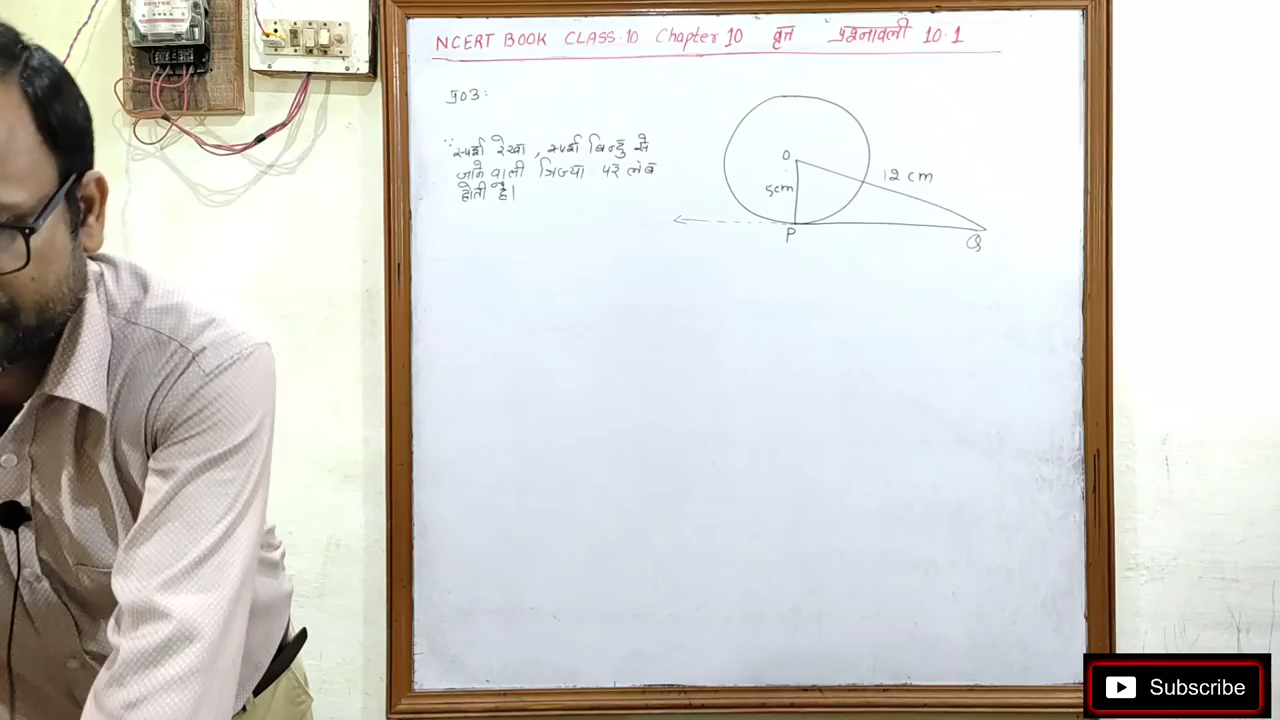 NCERT BOOK CLASS.10 Chapter 10 वृत्त प्रश्नावली 10.1
प्र03:
∵ स्पर्श रेखा, स्पर्श बिन्दु से
जाने वाली त्रिज्या पर लंब
होती है।
O
12 cm
5cm
P
Q
Subscribe